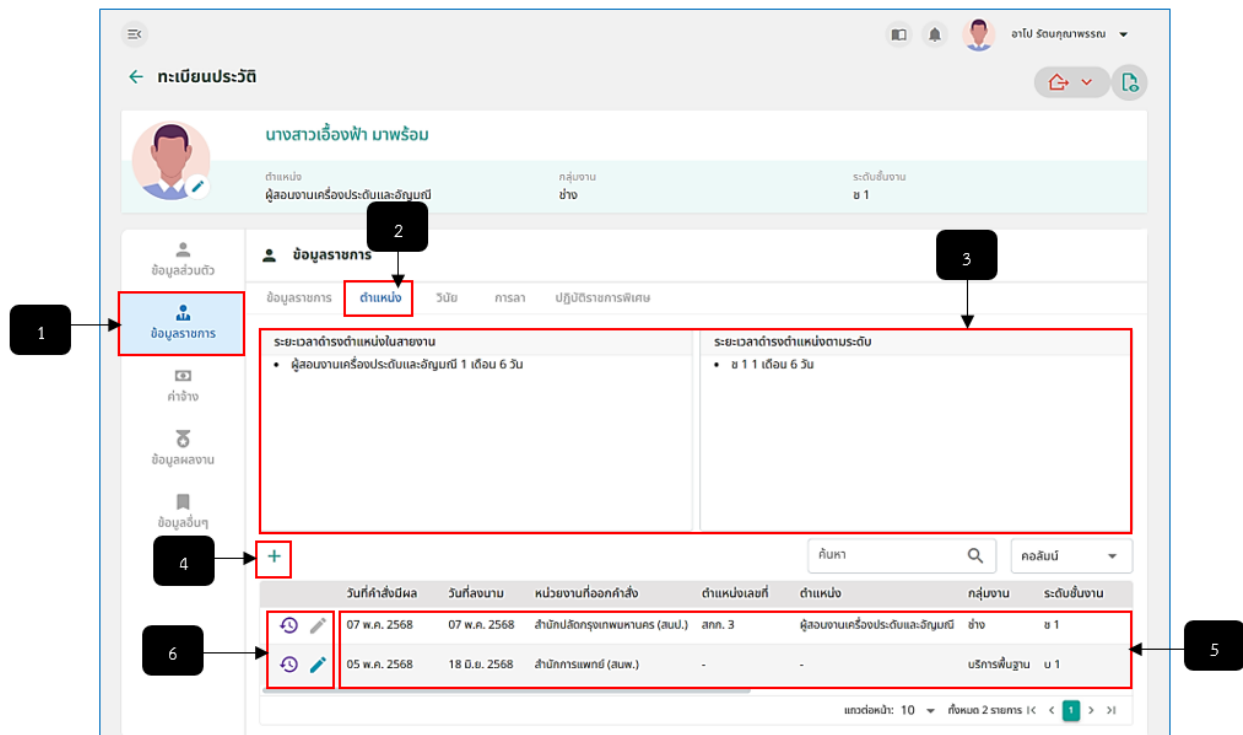 อาโป รัตนกุณาพรรณ
ทะเบียนประวัติ
นางสาวเอื้องฟ้า มาพร้อม
ตำแหน่ง กลุ่มงาน ระดับชั้นงาน
ผู้สอนงานเครื่องประดับและอัญมณี ช่าง ช 1
2
3
ข้อมูลส่วนตัว
ข้อมูลราชการ
ข้อมูลราชการ ตำแหน่ง วินัย การลา ปฏิบัติราชการพิเศษ
1
ข้อมูลราชการ
ระยะเวลาดำรงตำแหน่งในสายงาน ระยะเวลาดำรงตำแหน่งตามระดับ
ผู้สอนงานเครื่องประดับและอัญมณี 1 เดือน 6 วัน ช 1 1 เดือน 6 วัน
ค่าจ้าง
ข้อมูลผลงาน
ข้อมูลอื่นๆ
4
+ ค้นหา คอลัมน์
วันที่คำสั่งมีผล วันที่ลงนาม หน่วยงานที่ออกคำสั่ง ตำแหน่งเลขที่ ตำแหน่ง กลุ่มงาน ระดับชั้นงาน
07 พ.ค. 2568 07 พ.ค. 2568 สำนักปลัดกรุงเทพมหานคร (สนป.) สกก. 3 ผู้สอนงานเครื่องประดับและอัญมณี ช่าง ช 1
6
5
05 พ.ค. 2568 18 มิ.ย. 2568 สำนักการแพทย์ (สนพ.) - - บริการพื้นฐาน บ 1
แถวต่อหน้า: 10 ทั้งหมด 2 รายการ |< < 1 > >|